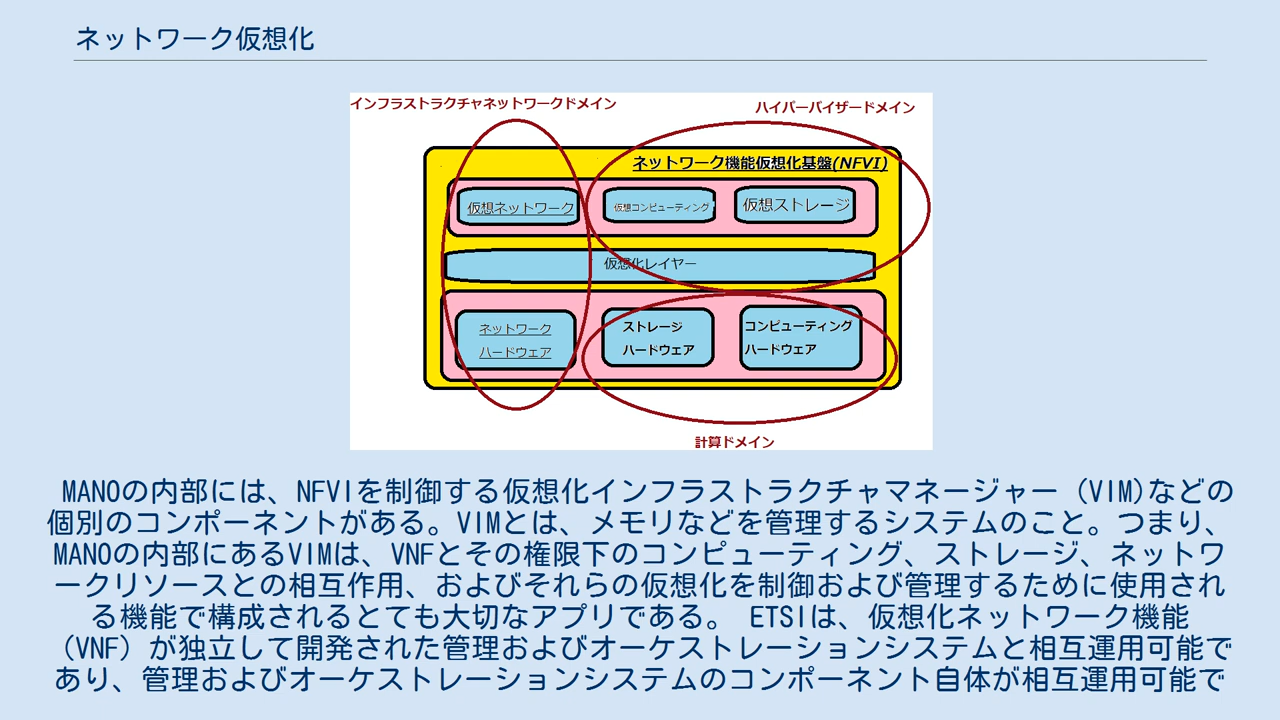 ネットワーク仮想化
インフラストラクチャネットワークドメイン
ハイパーバイザードメイン
ネットワーク機能仮想化基盤(NFVI)
仮想ネットワーク
仮想コンピューティング
仮想ストレージ
仮想化レイヤー
ネットワーク
ハードウェア
ストレージ
ハードウェア
コンピューティング
ハードウェア
計算ドメイン
MANOの内部には、NFVIを制御する仮想化インフラストラクチャマネージャー (VIM)などの
個別のコンポーネントがある。VIMとは、メモリなどを管理するシステムのこと。つまり、
MANOの内部にあるVIMは、VNFとその権限下のコンピューティング、ストレージ、ネットワ
ークリソースとの相互作用、およびそれらの仮想化を制御および管理するために使用され
る機能で構成されるとても大切なアプリである。 ETSIは、仮想化ネットワーク機能
（VNF）が独立して開発された管理およびオーケストレーションシステムと相互運用可能で
あり、管理およびオーケストレーションシステムのコンポーネント自体が相互運用可能で